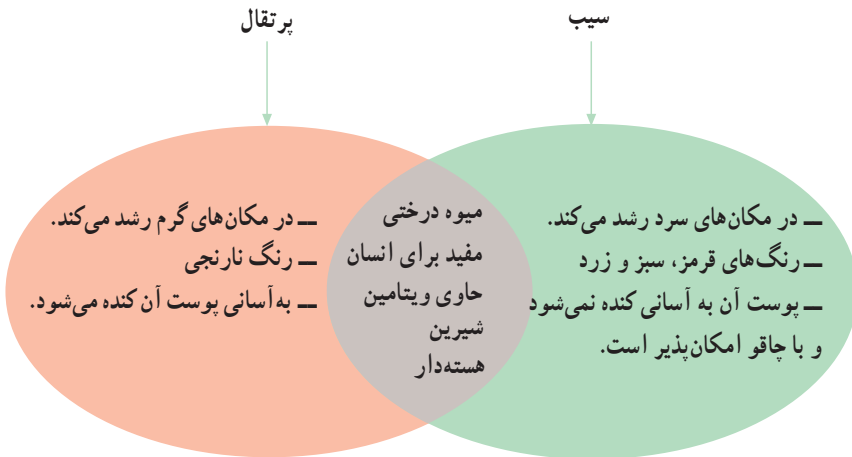 سیب
پرتقال
ــ در مکان‌های سرد رشد می‌کند.
ــ رنگ‌های قرمز، سبز و زرد
ــ پوست آن به آسانی کنده نمی‌شود
و با چاقو امکان‌پذیر است.
میوه درختی
مفید برای انسان
حاوی ویتامین
شیرین
هسته‌دار
ــ در مکان‌های گرم رشد می‌کند.
ــ رنگ نارنجی
ــ به‌آسانی پوست آن کنده می‌شود.